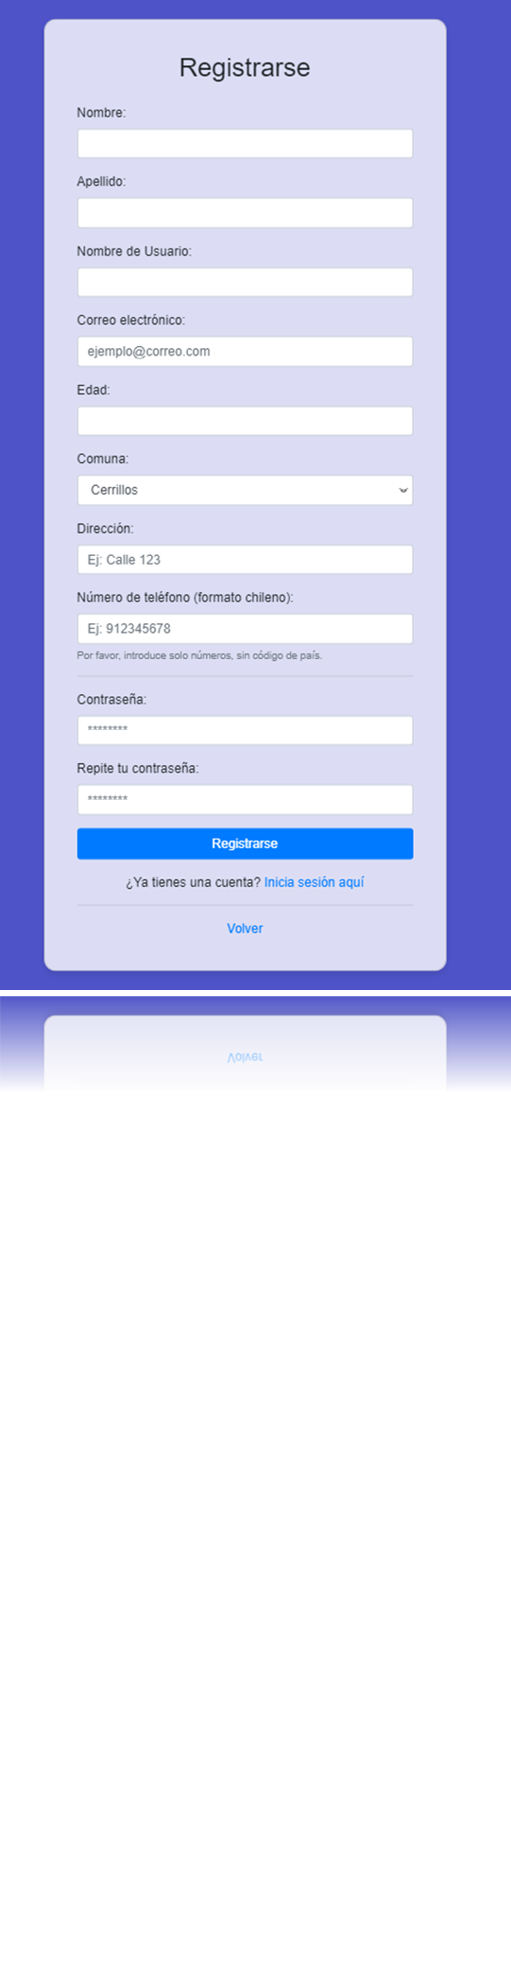 Registrarse
Nombre:
Apellido:
Nombre de Usuario:
Correo electrónico:
ejemplo@correo.com
Edad:
Comuna:
Cerrillos
Dirección:
Ej: Calle 123
Número de teléfono (formato chileno):
Ej: 912345678
Por favor, introduce solo números, sin código de país.
Contraseña:
********
Repite tu contraseña:
********
Registrarse
¿Ya tienes una cuenta? Inicia sesión aquí
Volver
Volver